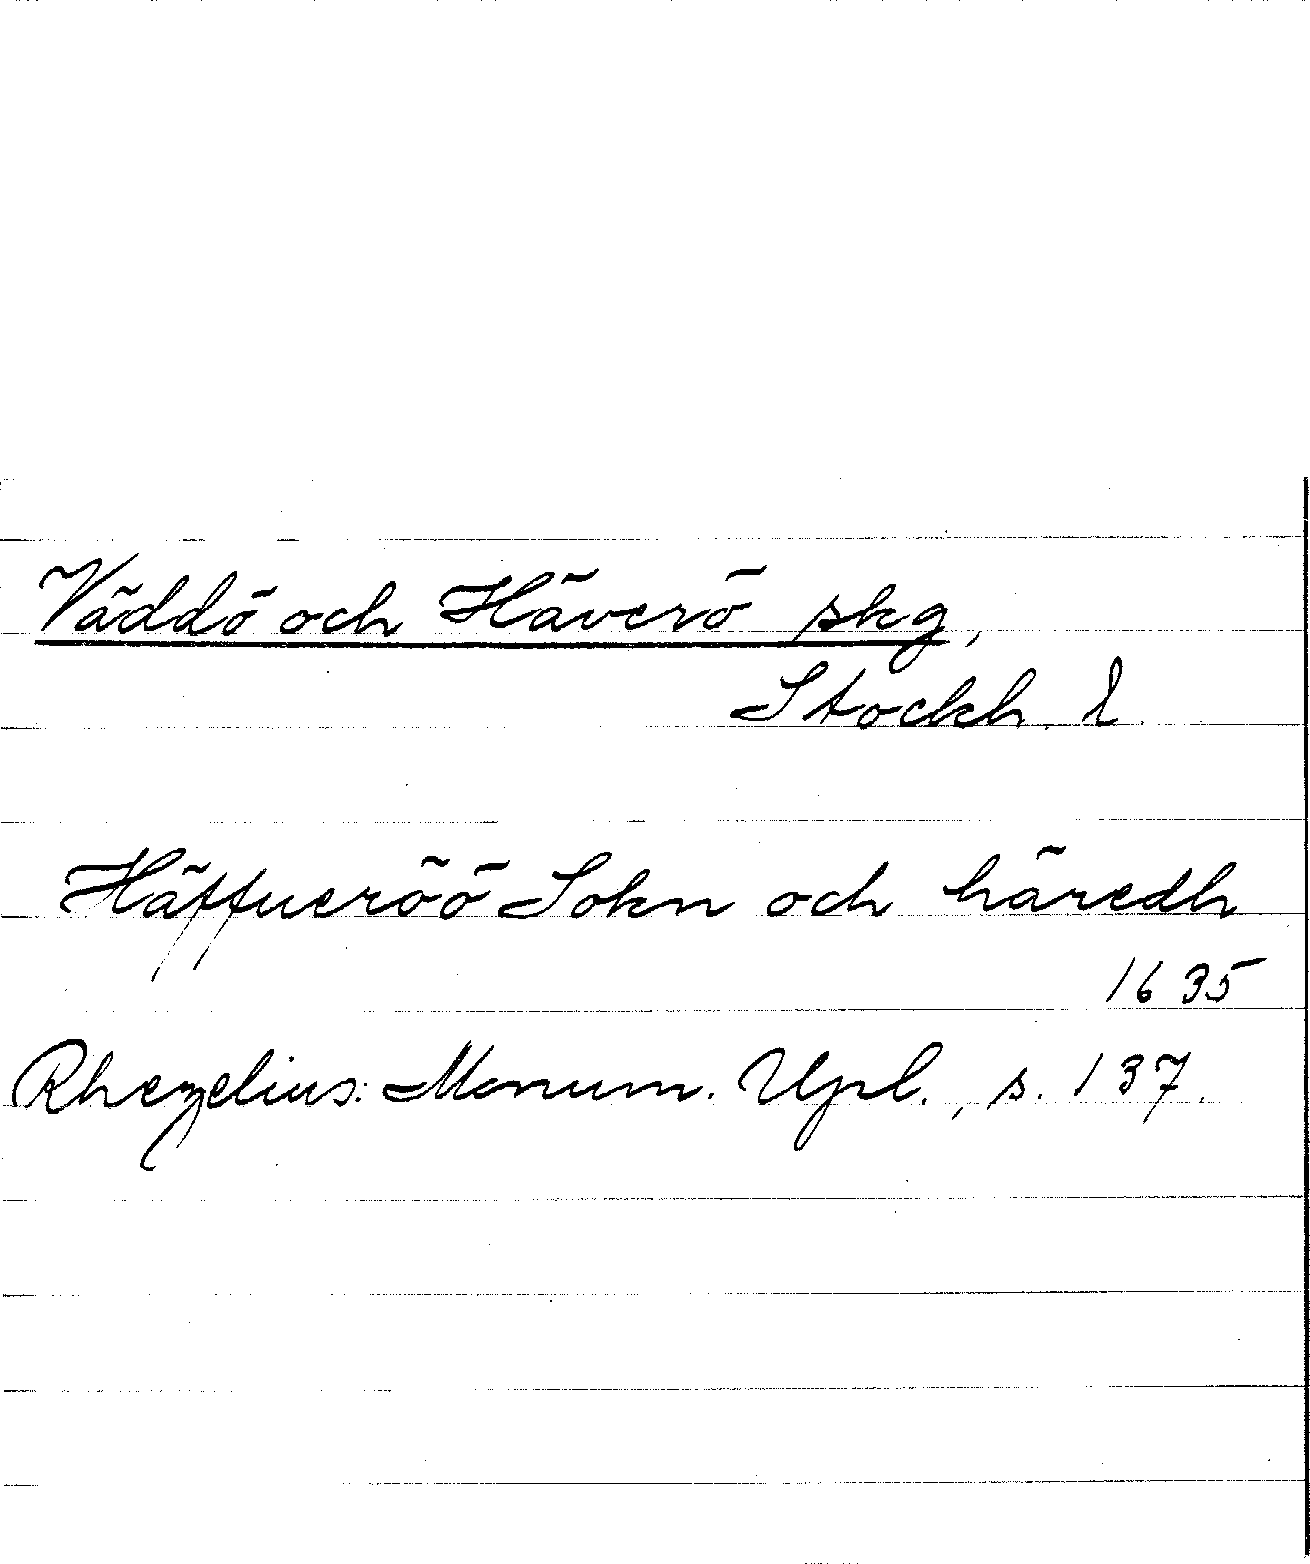 Väddö och Häverö skg,
Stockh. l.
Häffueröö Sokn och häredh
1635
Rhezelius: Monum. Upl., s. 137.